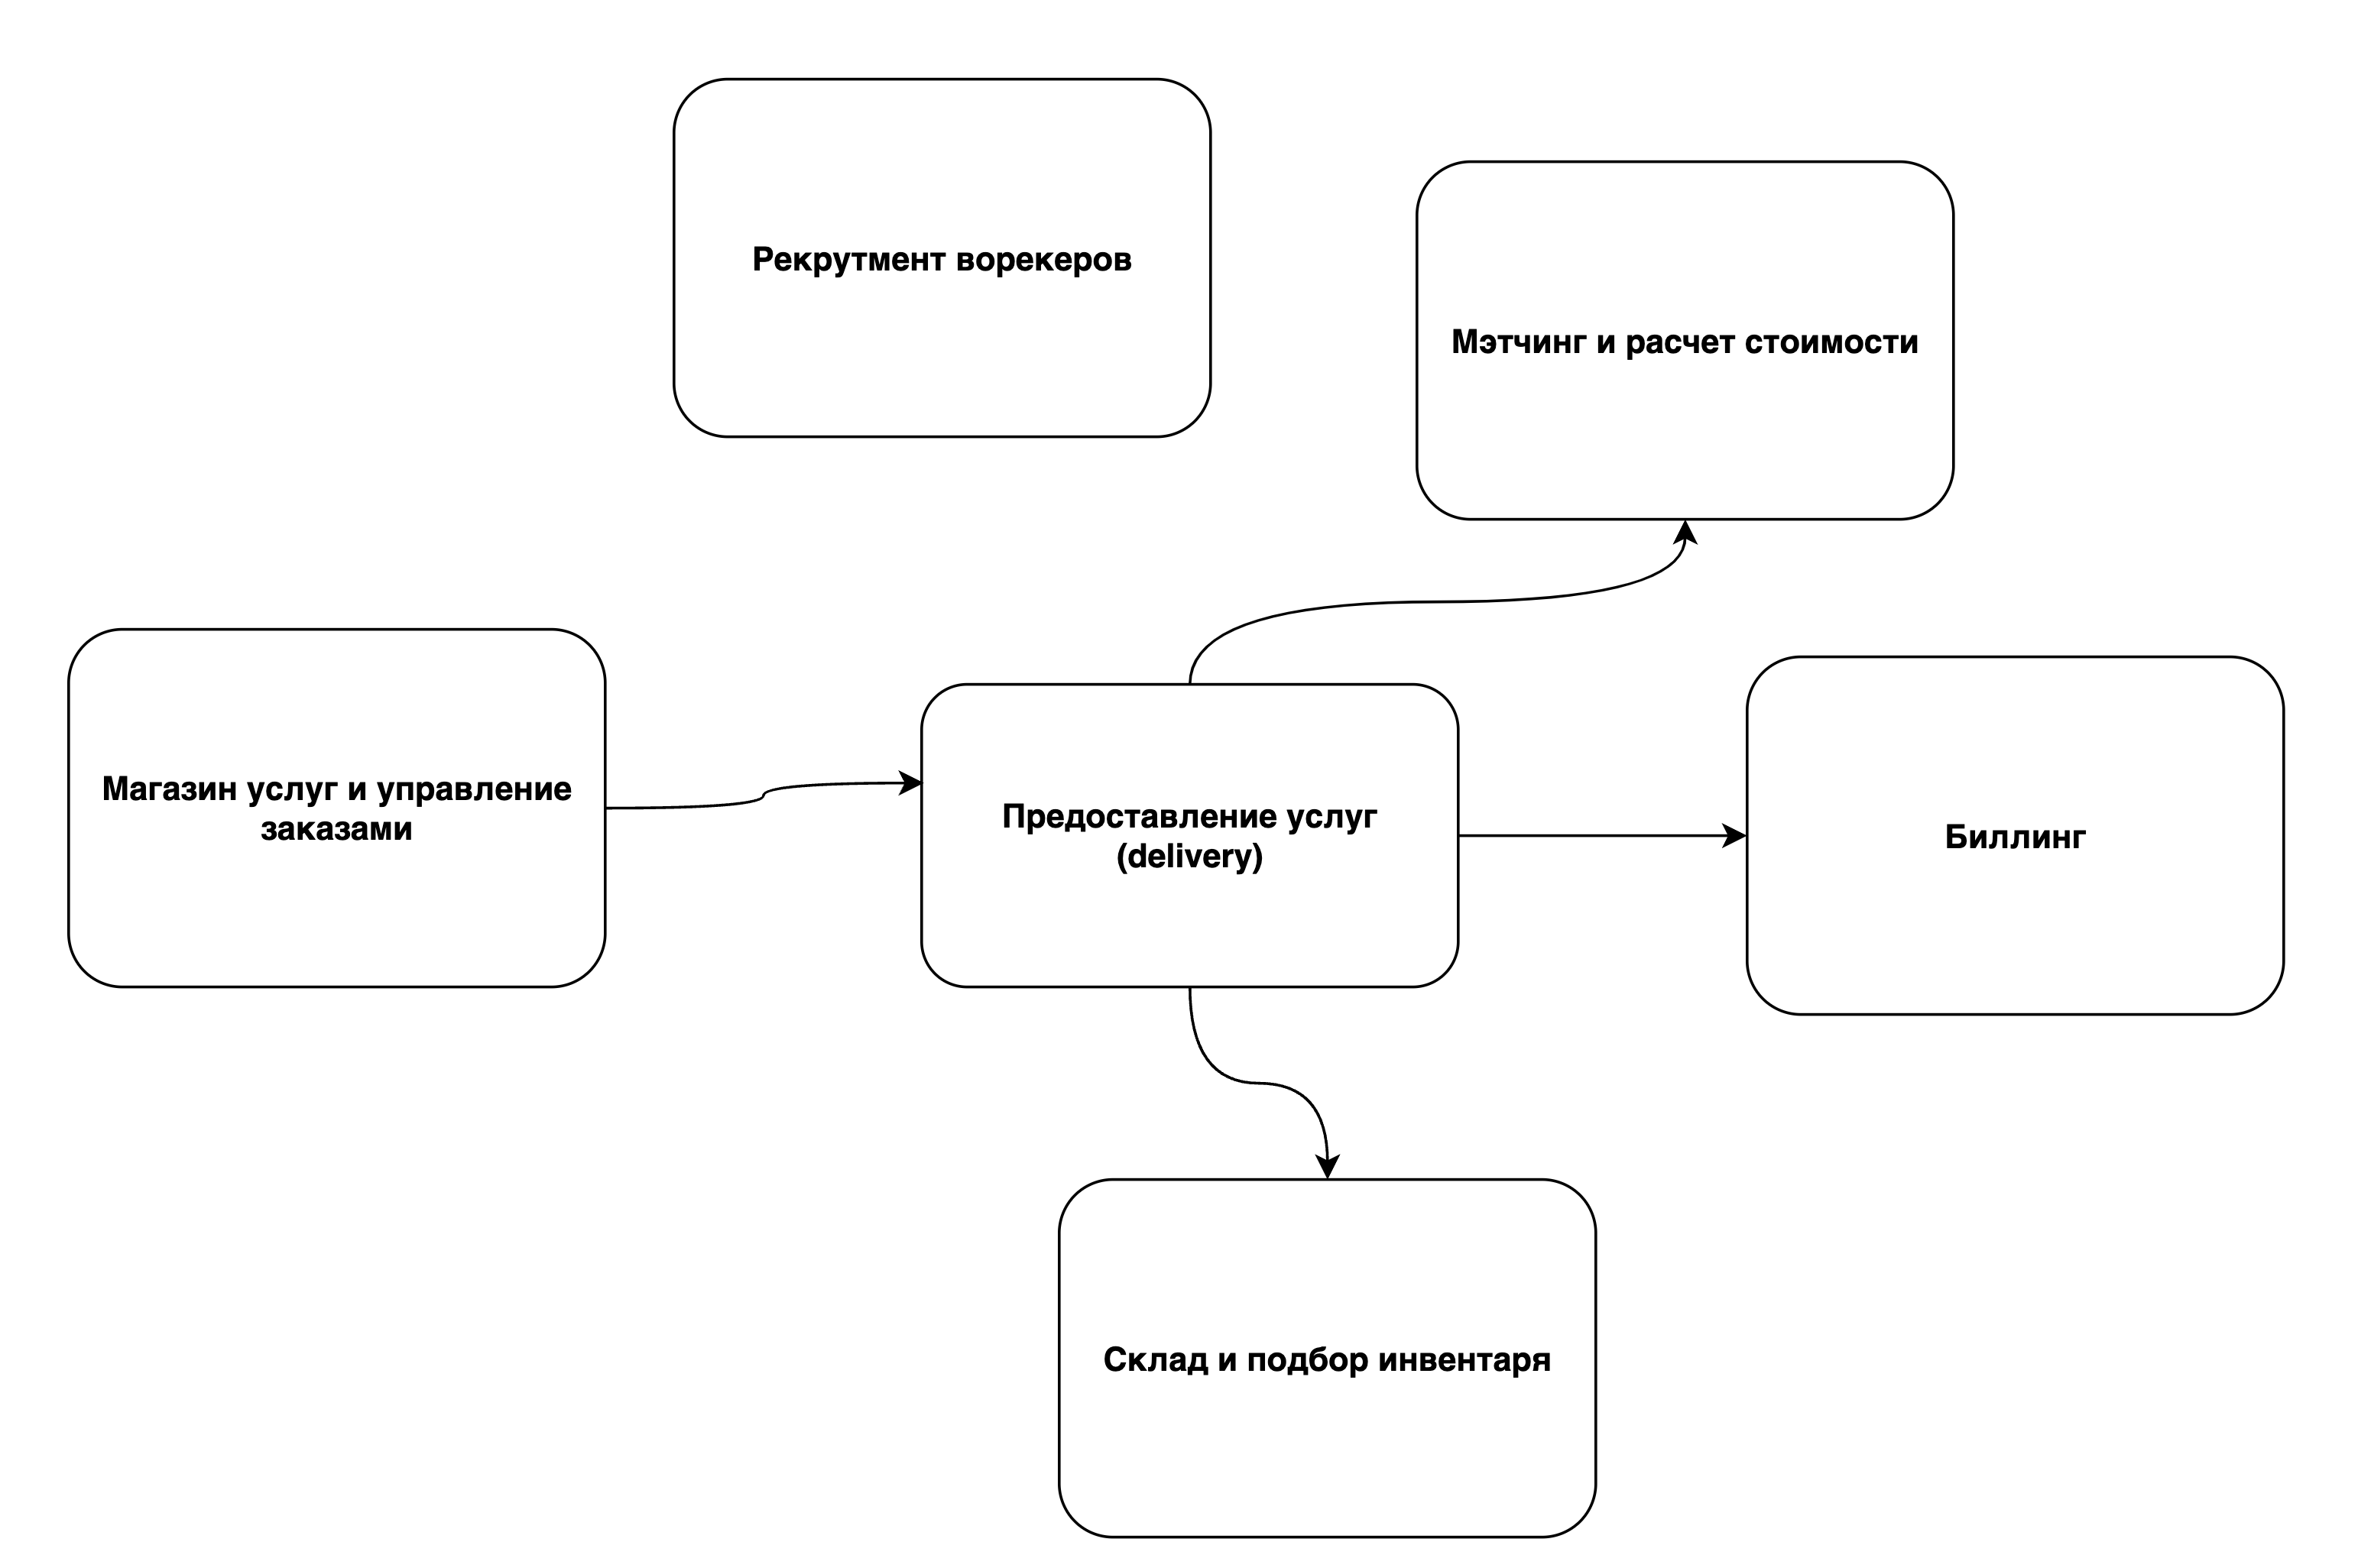 Рекрутмент ворекеров
Мэтчинг и расчет стоимости
Магазин услуг и управление
заказами
Предоставление услуг
(delivery)
Биллинг
Склад и подбор инвентаря